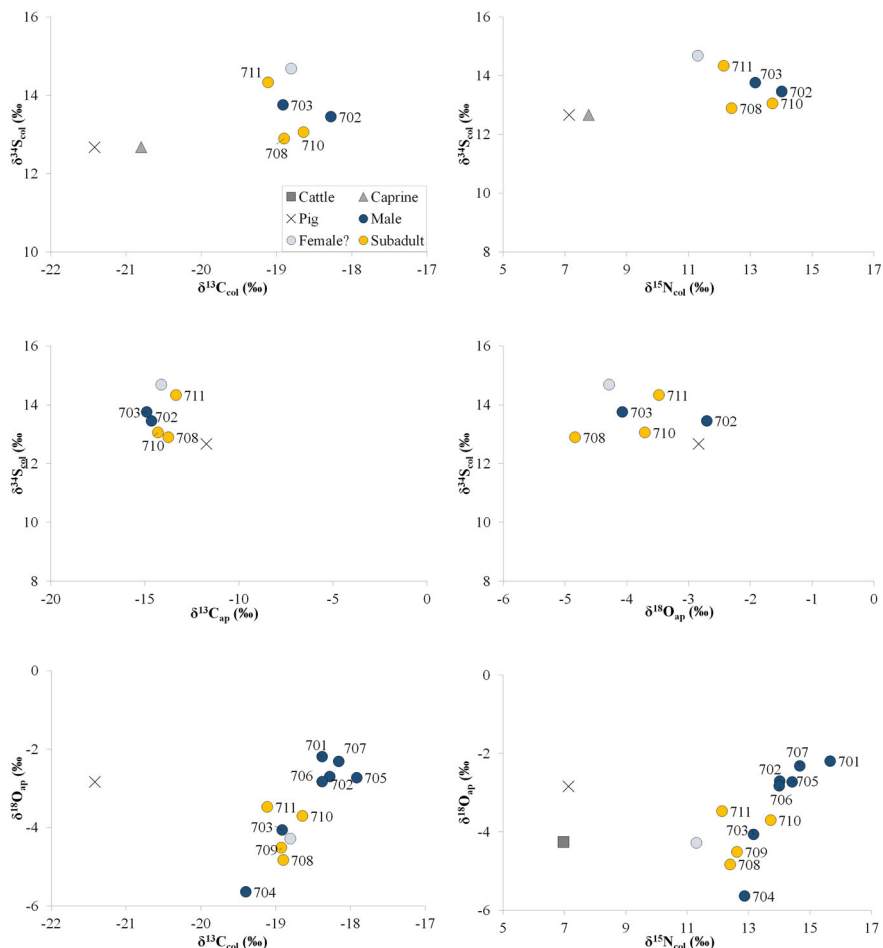 16
14
12
10
δ³⁴Scol (‰
711
703
702
710
708
Cattle
Caprine
Pig
Male
Female?
Subadult
-22 -21 -20 -19 -18 -17
δ¹³Ccol (‰)
16
14
12
10
8
δ³⁴Scol (‰
711
703
702
710
708
5 7 9 11 13 15 17
δ¹⁵Ncol (‰)
16
14
12
10
8
δ³⁴Scol (‰
711
703
702
708
710
-20 -15 -10 -5 0
δ¹³Cap (‰)
16
14
12
10
8
δ³⁴Scol (‰
711
703
702
708
710
-6 -5 -4 -3 -2 -1 0
δ¹⁸Oap (‰)
0
-2
-4
-6
δ¹⁸Oap (‰
701
707
706
702
705
711
710
703
709
708
704
-22 -21 -20 -19 -18 -17
δ¹³Ccol (‰)
0
-2
-4
-6
δ¹⁸Oap (‰
707
701
702
705
706
711
710
703
709
708
704
5 7 9 11 13 15 17
δ¹⁵Ncol (‰)